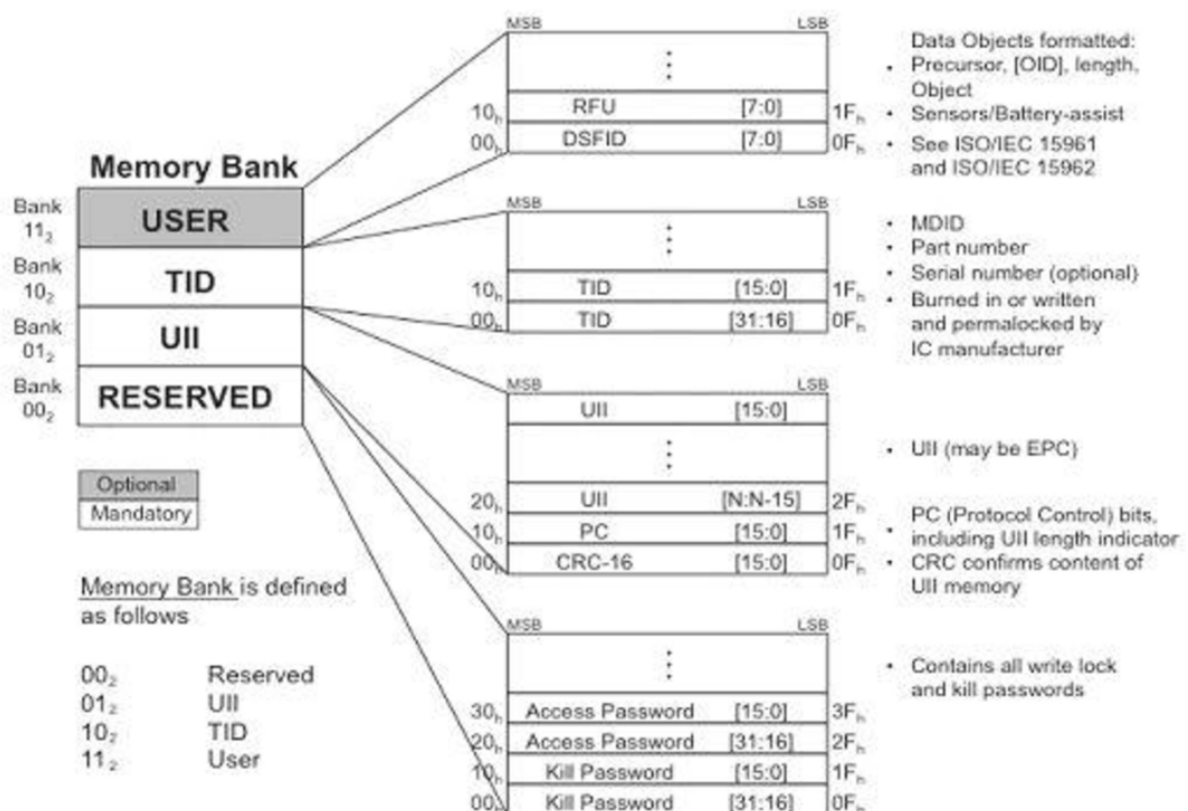 MSB LSB
10h RFU [7:0] 1Fh
00h DSFID [7:0] 0Fh
Data Objects formatted:
• Precursor, [OID], length,
Object
• Sensors/Battery-assist
• See ISO/IEC 15961
and ISO/IEC 15962
Memory Bank
Bank
11₂
USER
Bank
10₂
TID
Bank
01₂
UII
Bank
00₂
RESERVED
MSB LSB
10h TID [15:0] 1Fh
00h TID [31:16] 0Fh
• MDID
• Part number
• Serial number (optional)
• Burned in or written
and permalocked by
IC manufacturer
MSB LSB
UII [15:0]
20h UII [N:N-15] 2Fh
10h PC [15:0] 1Fh
00h CRC-16 [15:0] 0Fh
• UII (may be EPC)
• PC (Protocol Control) bits,
including UII length indicator
• CRC confirms content of
UII memory
Optional
Mandatory
Memory Bank is defined
as follows
00₂ Reserved
01₂ UII
10₂ TID
11₂ User
MSB LSB
30h Access Password [15:0] 3Fh
20h Access Password [31:16] 2Fh
10h Kill Password [15:0] 1Fh
00h Kill Password [31:16] 0Fh
• Contains all write lock
and kill passwords